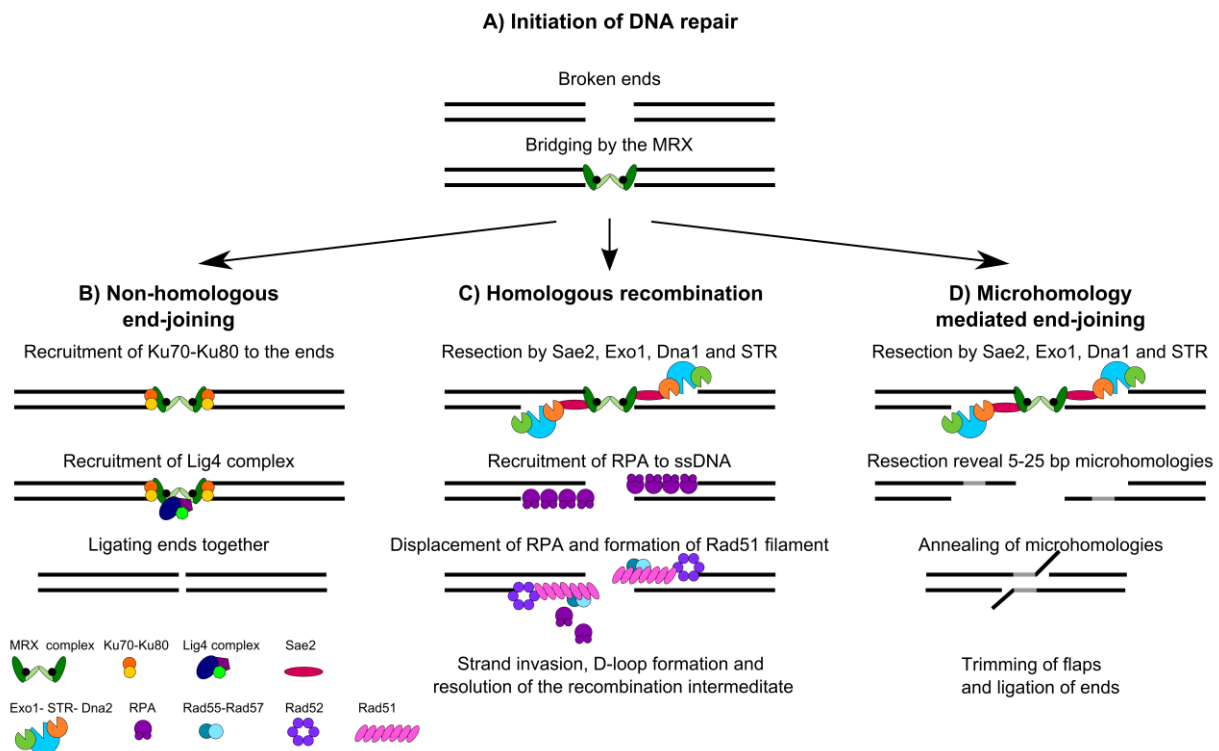 A) Initiation of DNA repair
Broken ends
Bridging by the MRX
B) Non-homologous
end-joining
Recruitment of Ku70-Ku80 to the ends
Recruitment of Lig4 complex
Ligating ends together
C) Homologous recombination
Resection by Sae2, Exo1, Dna1 and STR
Recruitment of RPA to ssDNA
Displacement of RPA and formation of Rad51 filament
Strand invasion, D-loop formation and
resolution of the recombination intermeditate
D) Microhomology
mediated end-joining
Resection by Sae2, Exo1, Dna1 and STR
Resection reveal 5-25 bp microhomologies
Annealing of microhomologies
Trimming of flaps
and ligation of ends
MRX complex
Ku70-Ku80
Lig4 complex
Sae2
Exo1- STR- Dna2
RPA
Rad55-Rad57
Rad52
Rad51